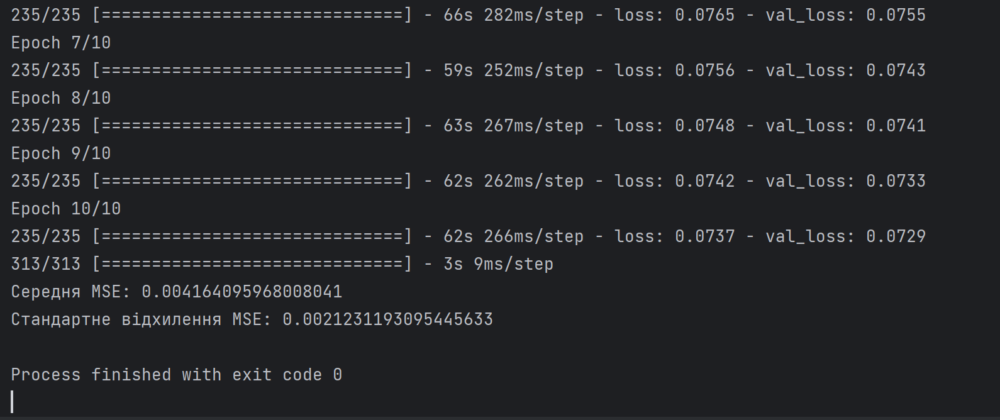 235/235 [==============================] - 66s 282ms/step - loss: 0.0765 - val_loss: 0.0755
Epoch 7/10
235/235 [==============================] - 59s 252ms/step - loss: 0.0756 - val_loss: 0.0743
Epoch 8/10
235/235 [==============================] - 63s 267ms/step - loss: 0.0748 - val_loss: 0.0741
Epoch 9/10
235/235 [==============================] - 62s 262ms/step - loss: 0.0742 - val_loss: 0.0733
Epoch 10/10
235/235 [==============================] - 62s 266ms/step - loss: 0.0737 - val_loss: 0.0729
313/313 [==============================] - 3s 9ms/step
Середня MSE: 0.004164095968008041
Стандартне відхилення MSE: 0.0021231193095445633
Process finished with exit code 0